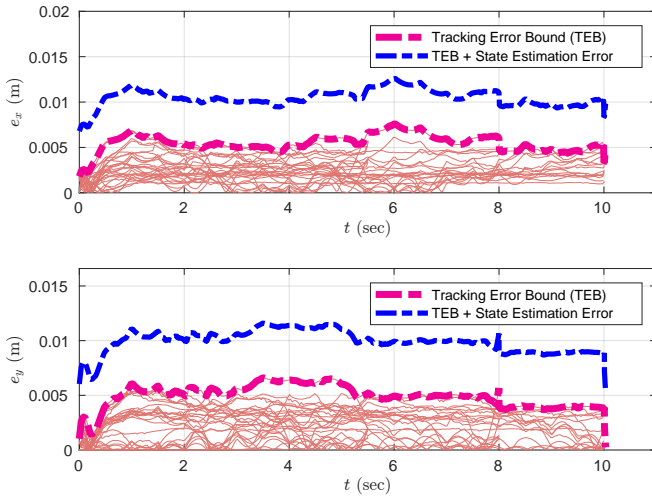 0.02
0.015
0.01
0.005
0
e_x (m)
Tracking Error Bound (TEB)
TEB + State Estimation Error
0 2 4 6 8 10
t (sec)
0.015
0.01
0.005
0
e_y (m)
Tracking Error Bound (TEB)
TEB + State Estimation Error
0 2 4 6 8 10
t (sec)